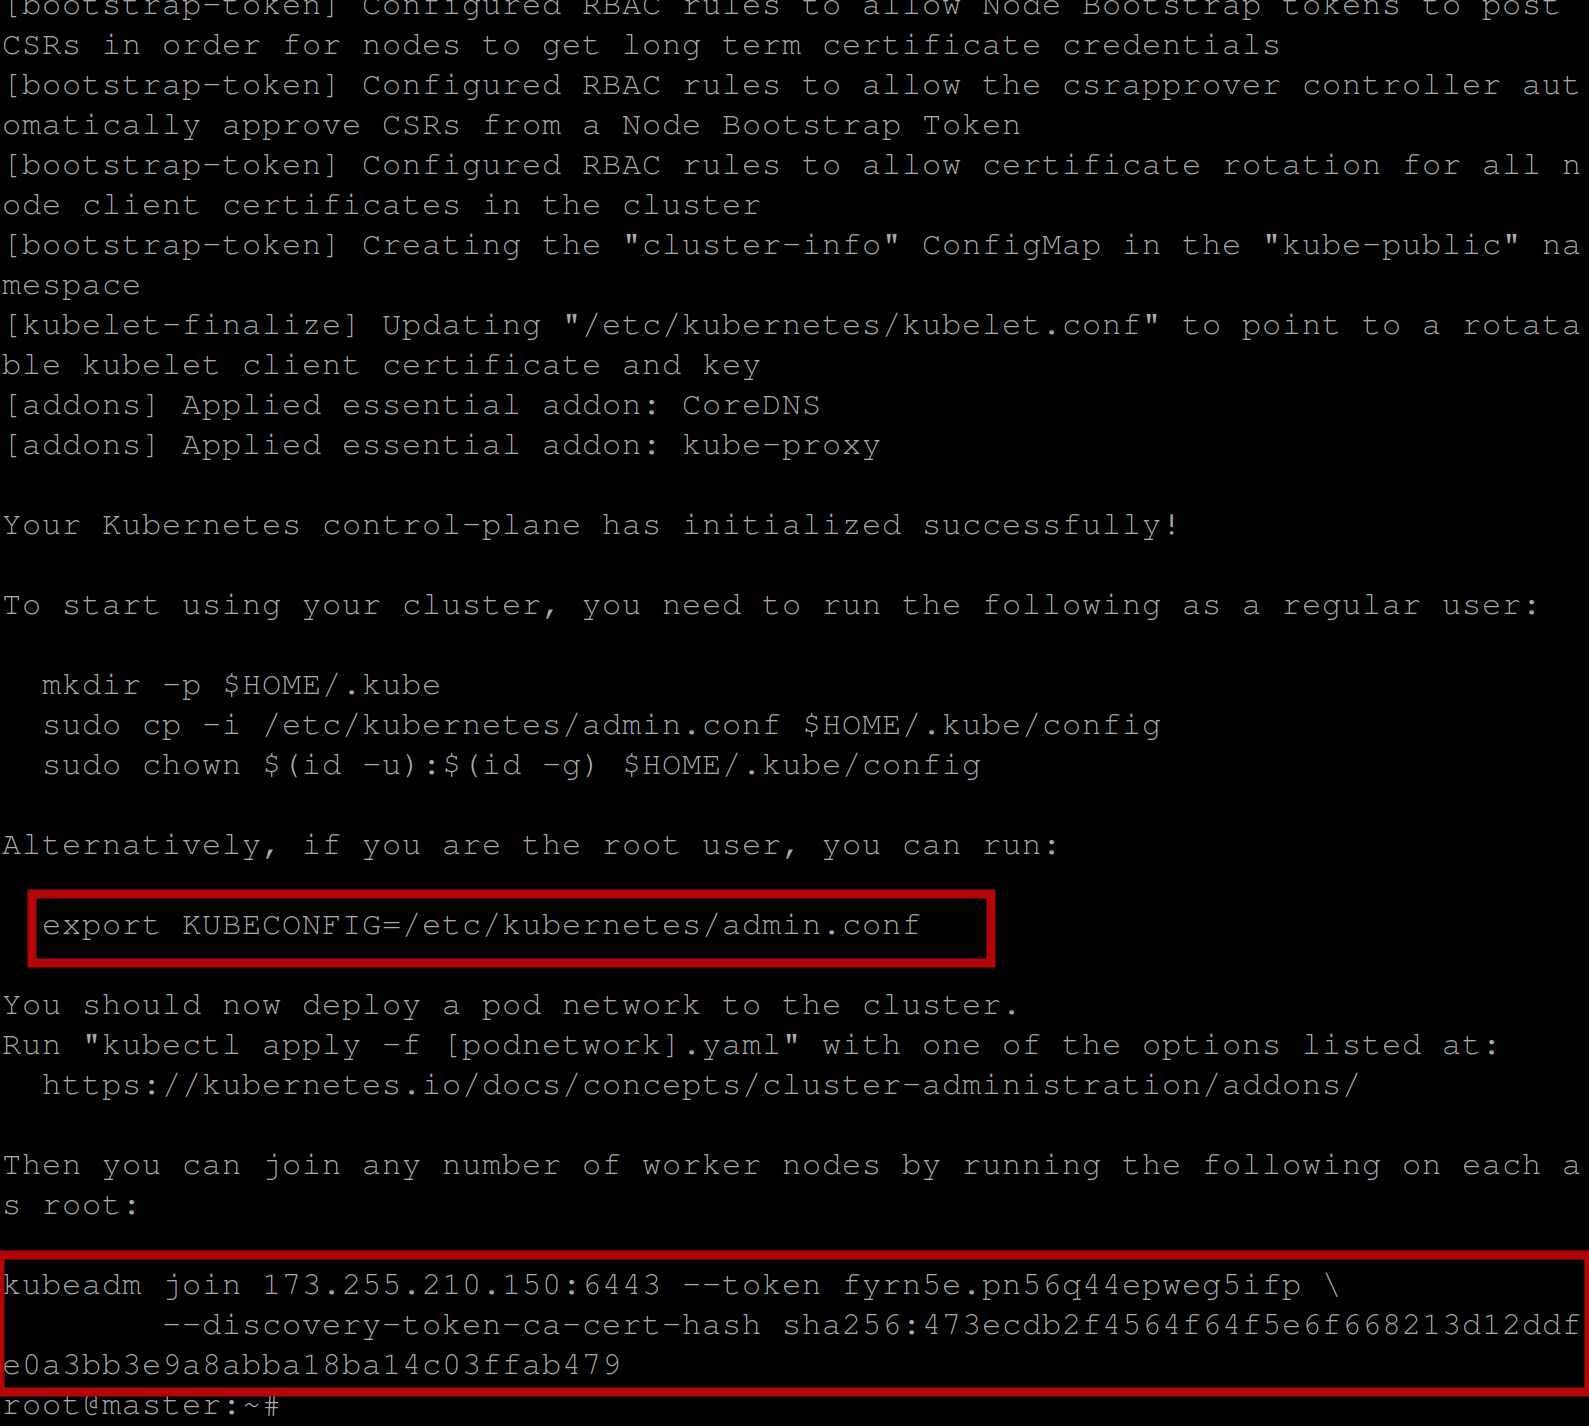 [bootstrap-token] Configured RBAC rules to allow Node Bootstrap tokens to post
CSRs in order for nodes to get long term certificate credentials
[bootstrap-token] Configured RBAC rules to allow the csrapprover controller aut
omatically approve CSRs from a Node Bootstrap Token
[bootstrap-token] Configured RBAC rules to allow certificate rotation for all n
ode client certificates in the cluster
[bootstrap-token] Creating the "cluster-info" ConfigMap in the "kube-public" na
mespace
[kubelet-finalize] Updating "/etc/kubernetes/kubelet.conf" to point to a rotata
ble kubelet client certificate and key
[addons] Applied essential addon: CoreDNS
[addons] Applied essential addon: kube-proxy

Your Kubernetes control-plane has initialized successfully!

To start using your cluster, you need to run the following as a regular user:

  mkdir -p $HOME/.kube
  sudo cp -i /etc/kubernetes/admin.conf $HOME/.kube/config
  sudo chown $(id -u):$(id -g) $HOME/.kube/config

Alternatively, if you are the root user, you can run:

  export KUBECONFIG=/etc/kubernetes/admin.conf

You should now deploy a pod network to the cluster.
Run "kubectl apply -f [podnetwork].yaml" with one of the options listed at:
  https://kubernetes.io/docs/concepts/cluster-administration/addons/

Then you can join any number of worker nodes by running the following on each a
s root:

kubeadm join 173.255.210.150:6443 --token fyrn5e.pn56q44epweg5ifp \
        --discovery-token-ca-cert-hash sha256:473ecdb2f4564f64f5e6f668213d12ddf
e0a3bb3e9a8abba18ba14c03ffab479
root@master:~#